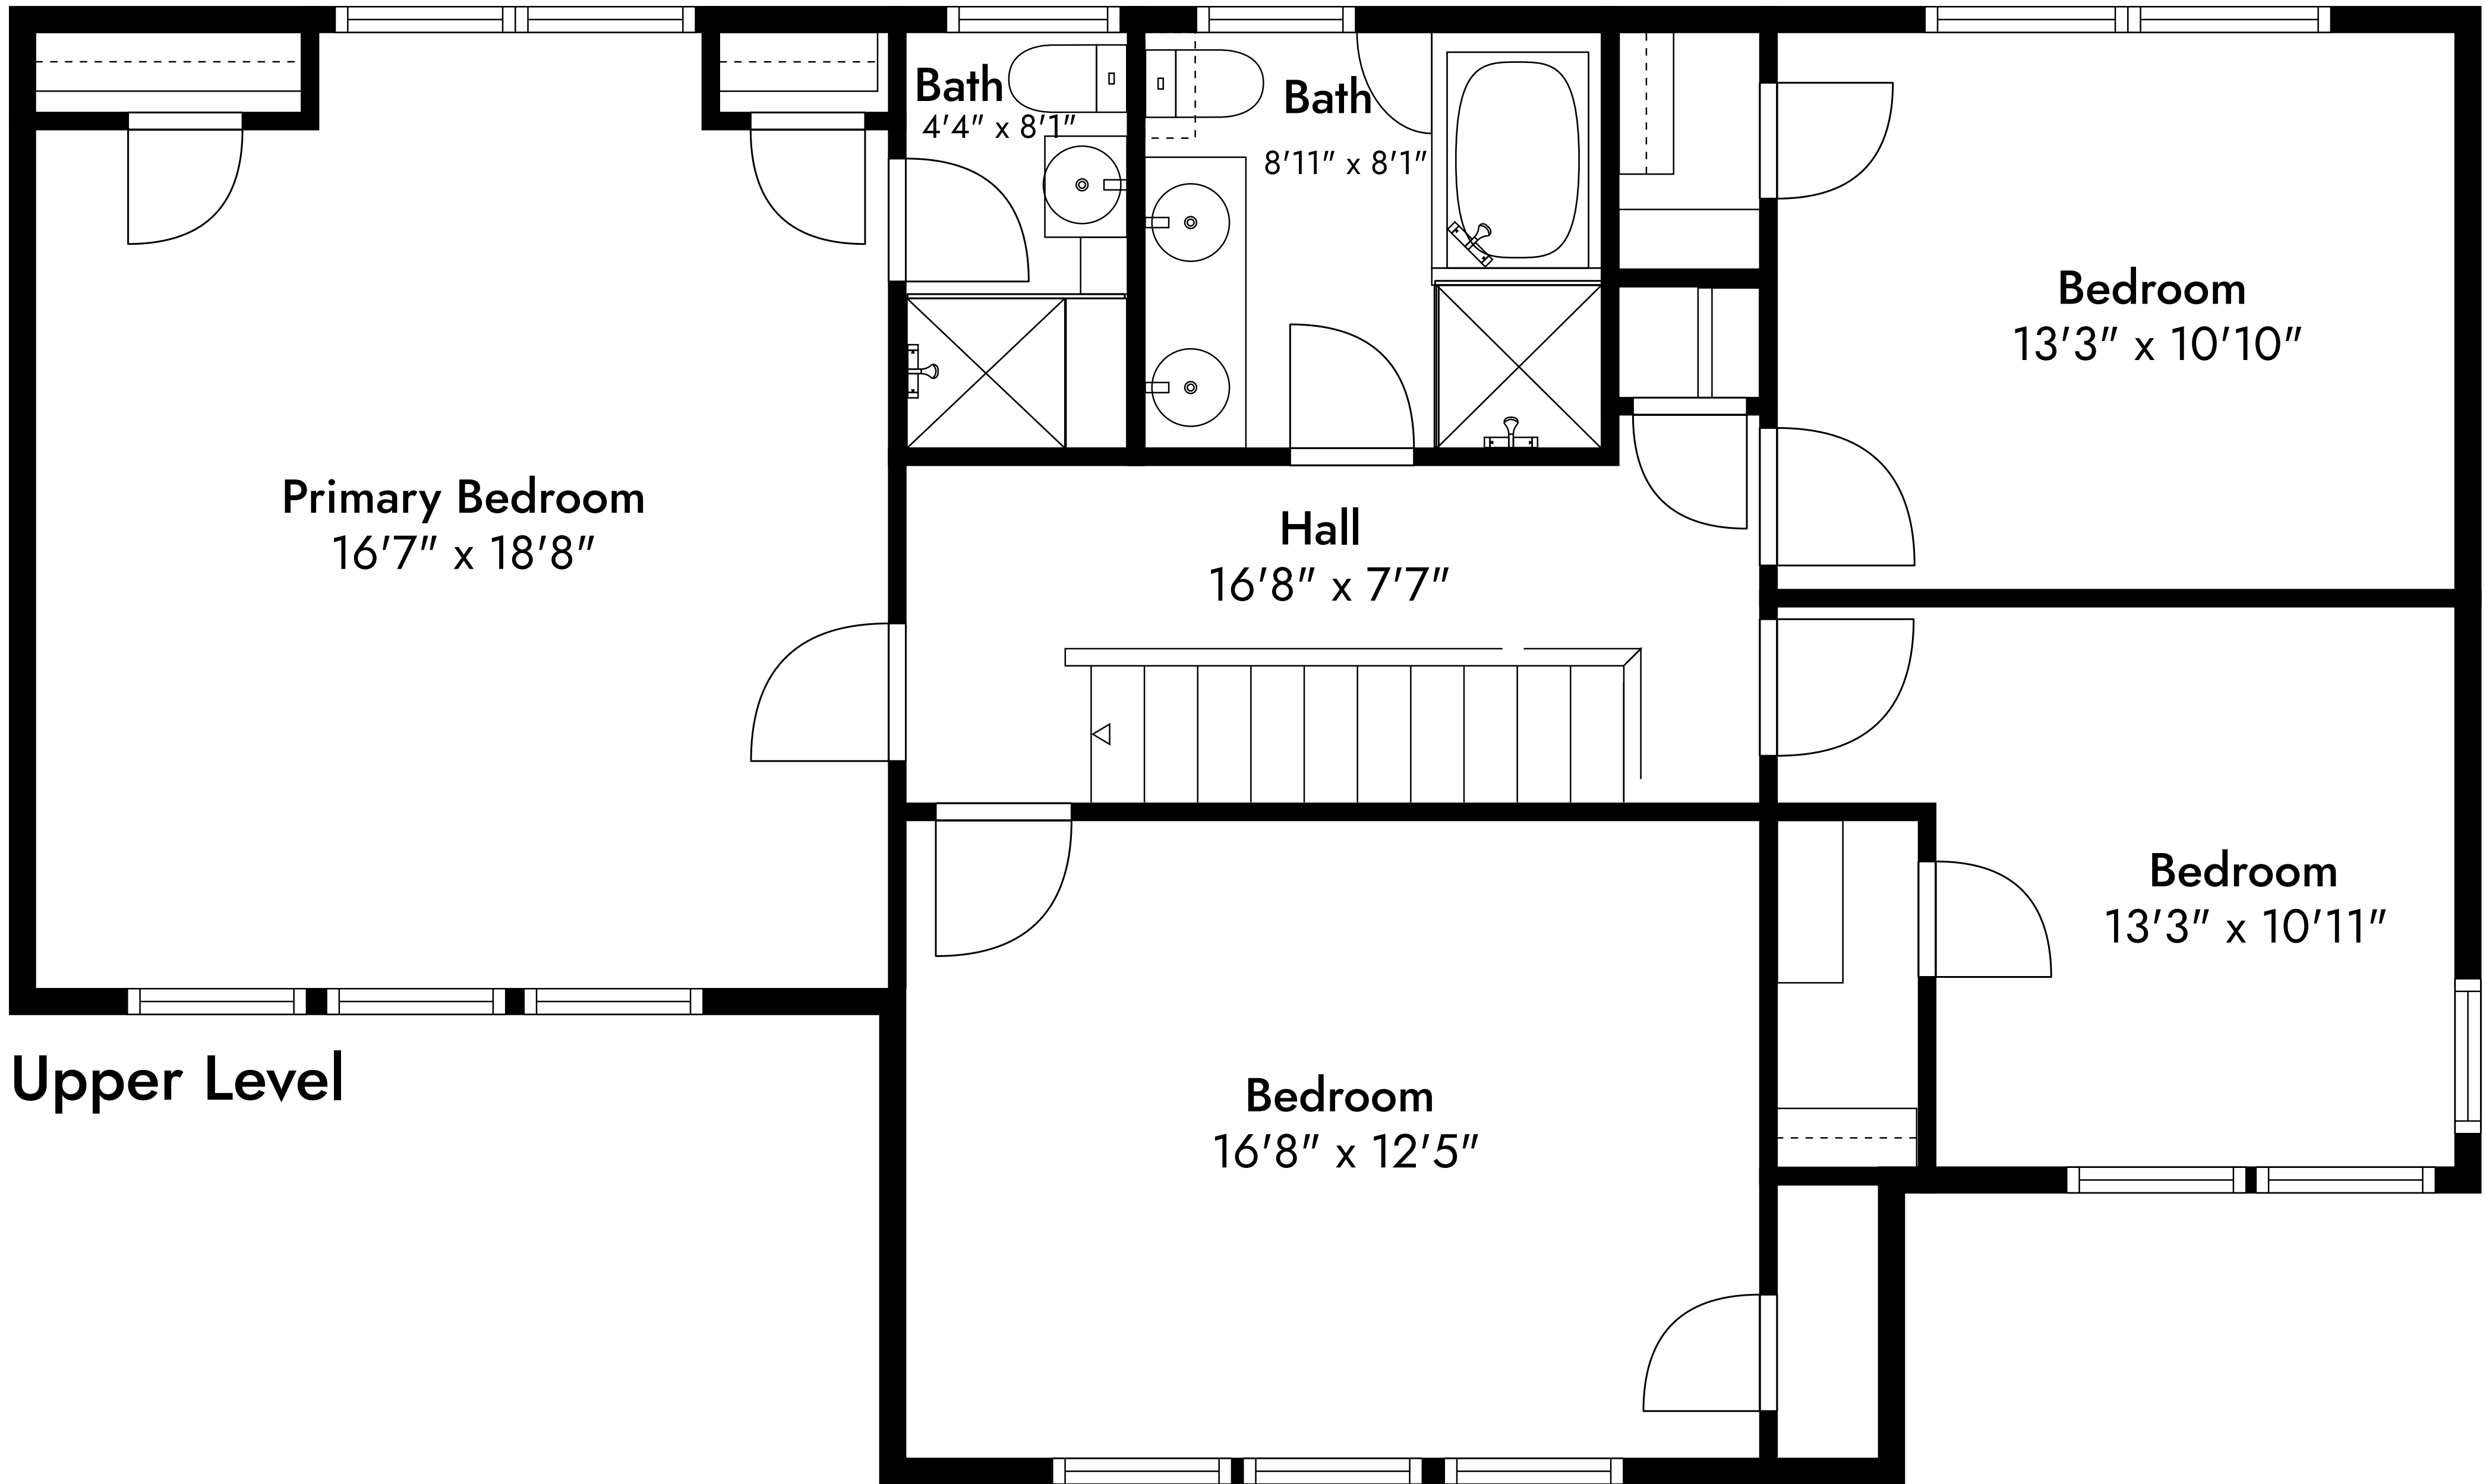 Bath
4'4" x 8'1"
Bath
8'11" x 8'1"
Bedroom
13'3" x 10'10"
Primary Bedroom
16'7" x 18'8"
Hall
16'8" x 7'7"
Bedroom
13'3" x 10'11"
Upper Level
Bedroom
16'8" x 12'5"